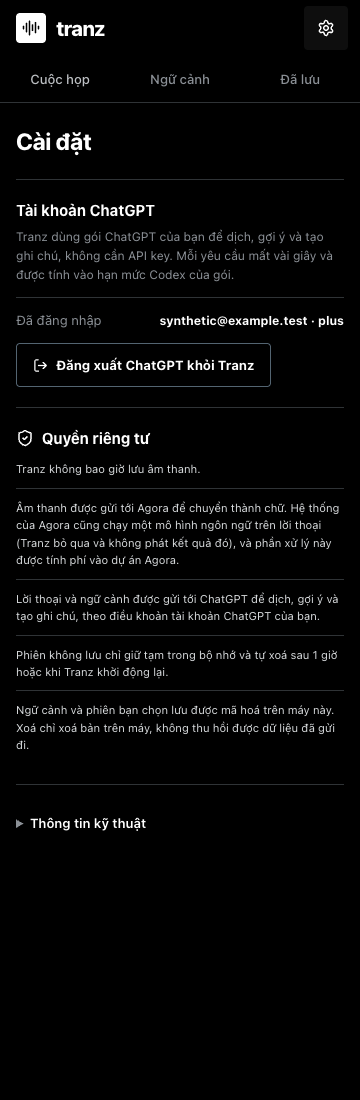 tranz
Cuộc họp
Ngữ cảnh
Đã lưu
Cài đặt
Tài khoản ChatGPT
Tranz dùng gói ChatGPT của bạn để dịch, gợi ý và tạo
ghi chú, không cần API key. Mỗi yêu cầu mất vài giây và
được tính vào hạn mức Codex của gói.
Đã đăng nhập
synthetic@example.test · plus
Đăng xuất ChatGPT khỏi Tranz
Quyền riêng tư
Tranz không bao giờ lưu âm thanh.
Âm thanh được gửi tới Agora để chuyển thành chữ. Hệ thống
của Agora cũng chạy một mô hình ngôn ngữ trên lời thoại
(Tranz bỏ qua và không phát kết quả đó), và phần xử lý này
được tính phí vào dự án Agora.
Lời thoại và ngữ cảnh được gửi tới ChatGPT để dịch, gợi ý và
tạo ghi chú, theo điều khoản tài khoản ChatGPT của bạn.
Phiên không lưu chỉ giữ tạm trong bộ nhớ và tự xoá sau 1 giờ
hoặc khi Tranz khởi động lại.
Ngữ cảnh và phiên bạn chọn lưu được mã hoá trên máy này.
Xoá chỉ xoá bản trên máy, không thu hồi được dữ liệu đã gửi
đi.
Thông tin kỹ thuật